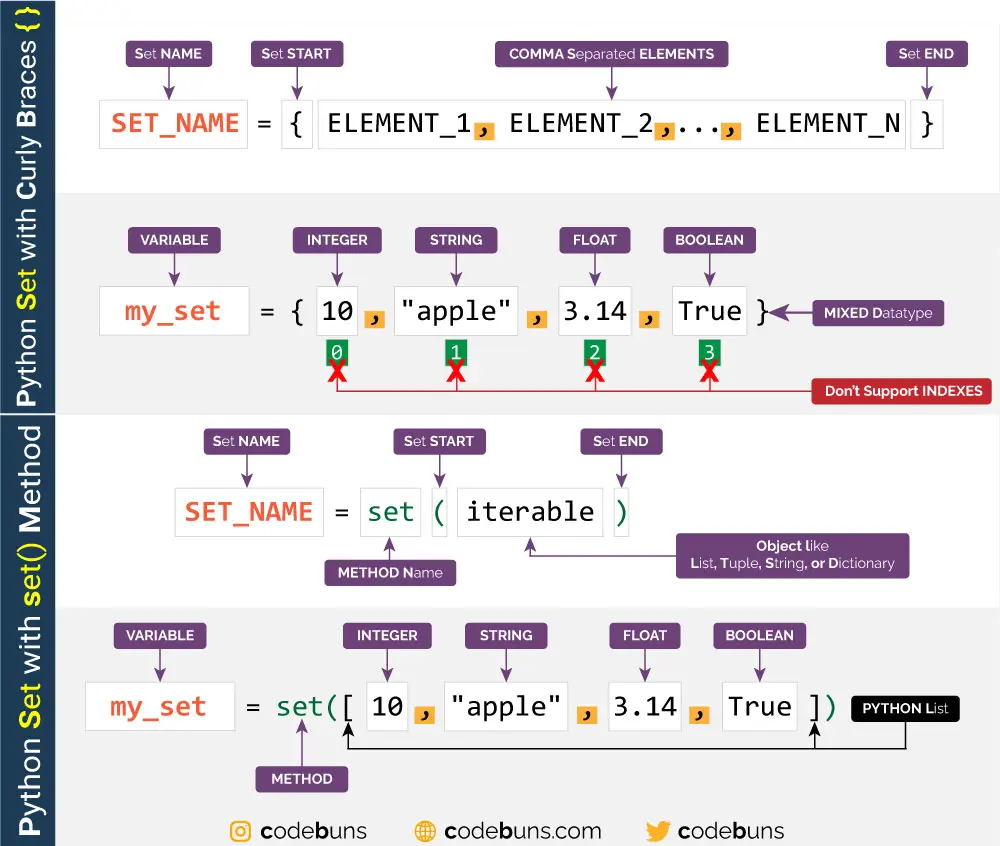 Python Set with Curly Braces { }
Set NAME
Set START
COMMA Separated ELEMENTS
Set END
SET_NAME = { ELEMENT_1, ELEMENT_2,..., ELEMENT_N }
VARIABLE
INTEGER
STRING
FLOAT
BOOLEAN
my_set = { 10 , "apple" , 3.14 , True }
MIXED Datatype
0 1 2 3
X X X X
Don't Support INDEXES
Python Set with set() Method
Set NAME
Set START
Set END
SET_NAME = set ( iterable )
METHOD Name
Object like
List, Tuple, String, or Dictionary
VARIABLE
INTEGER
STRING
FLOAT
BOOLEAN
my_set = set([ 10 , "apple" , 3.14 , True ])
PYTHON List
METHOD
codebuns
codebuns.com
codebuns